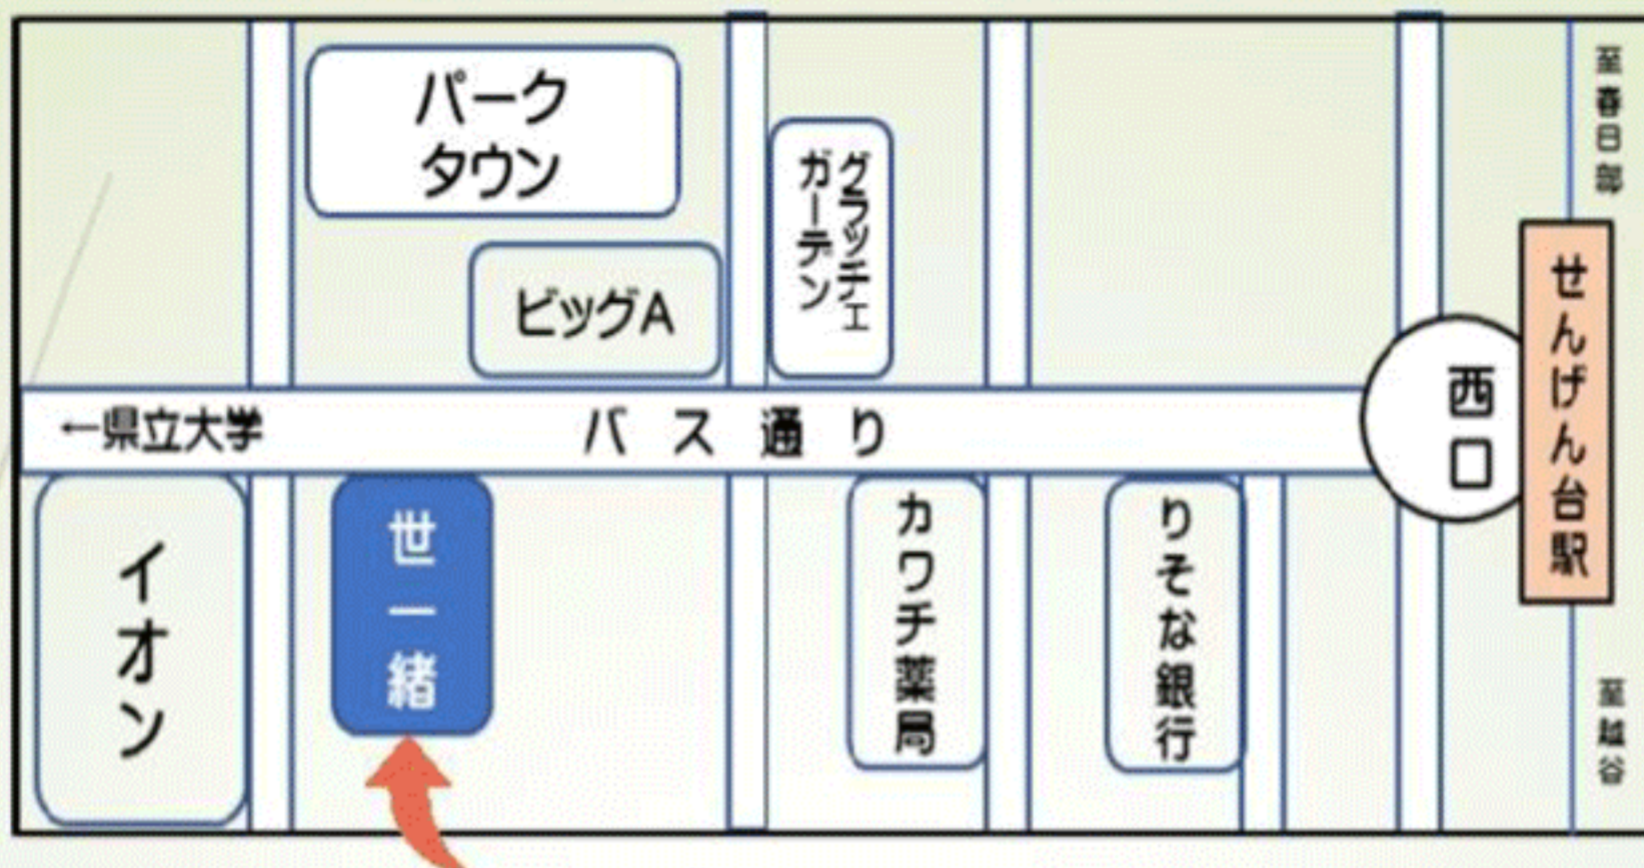 パーク
タウン
ビッグA
グラッチェ
ガーデン
至春日部
せんげん台駅
西口
←県立大学
バス通り
イオン
世一緒
カワチ薬局
りそな銀行
至越谷